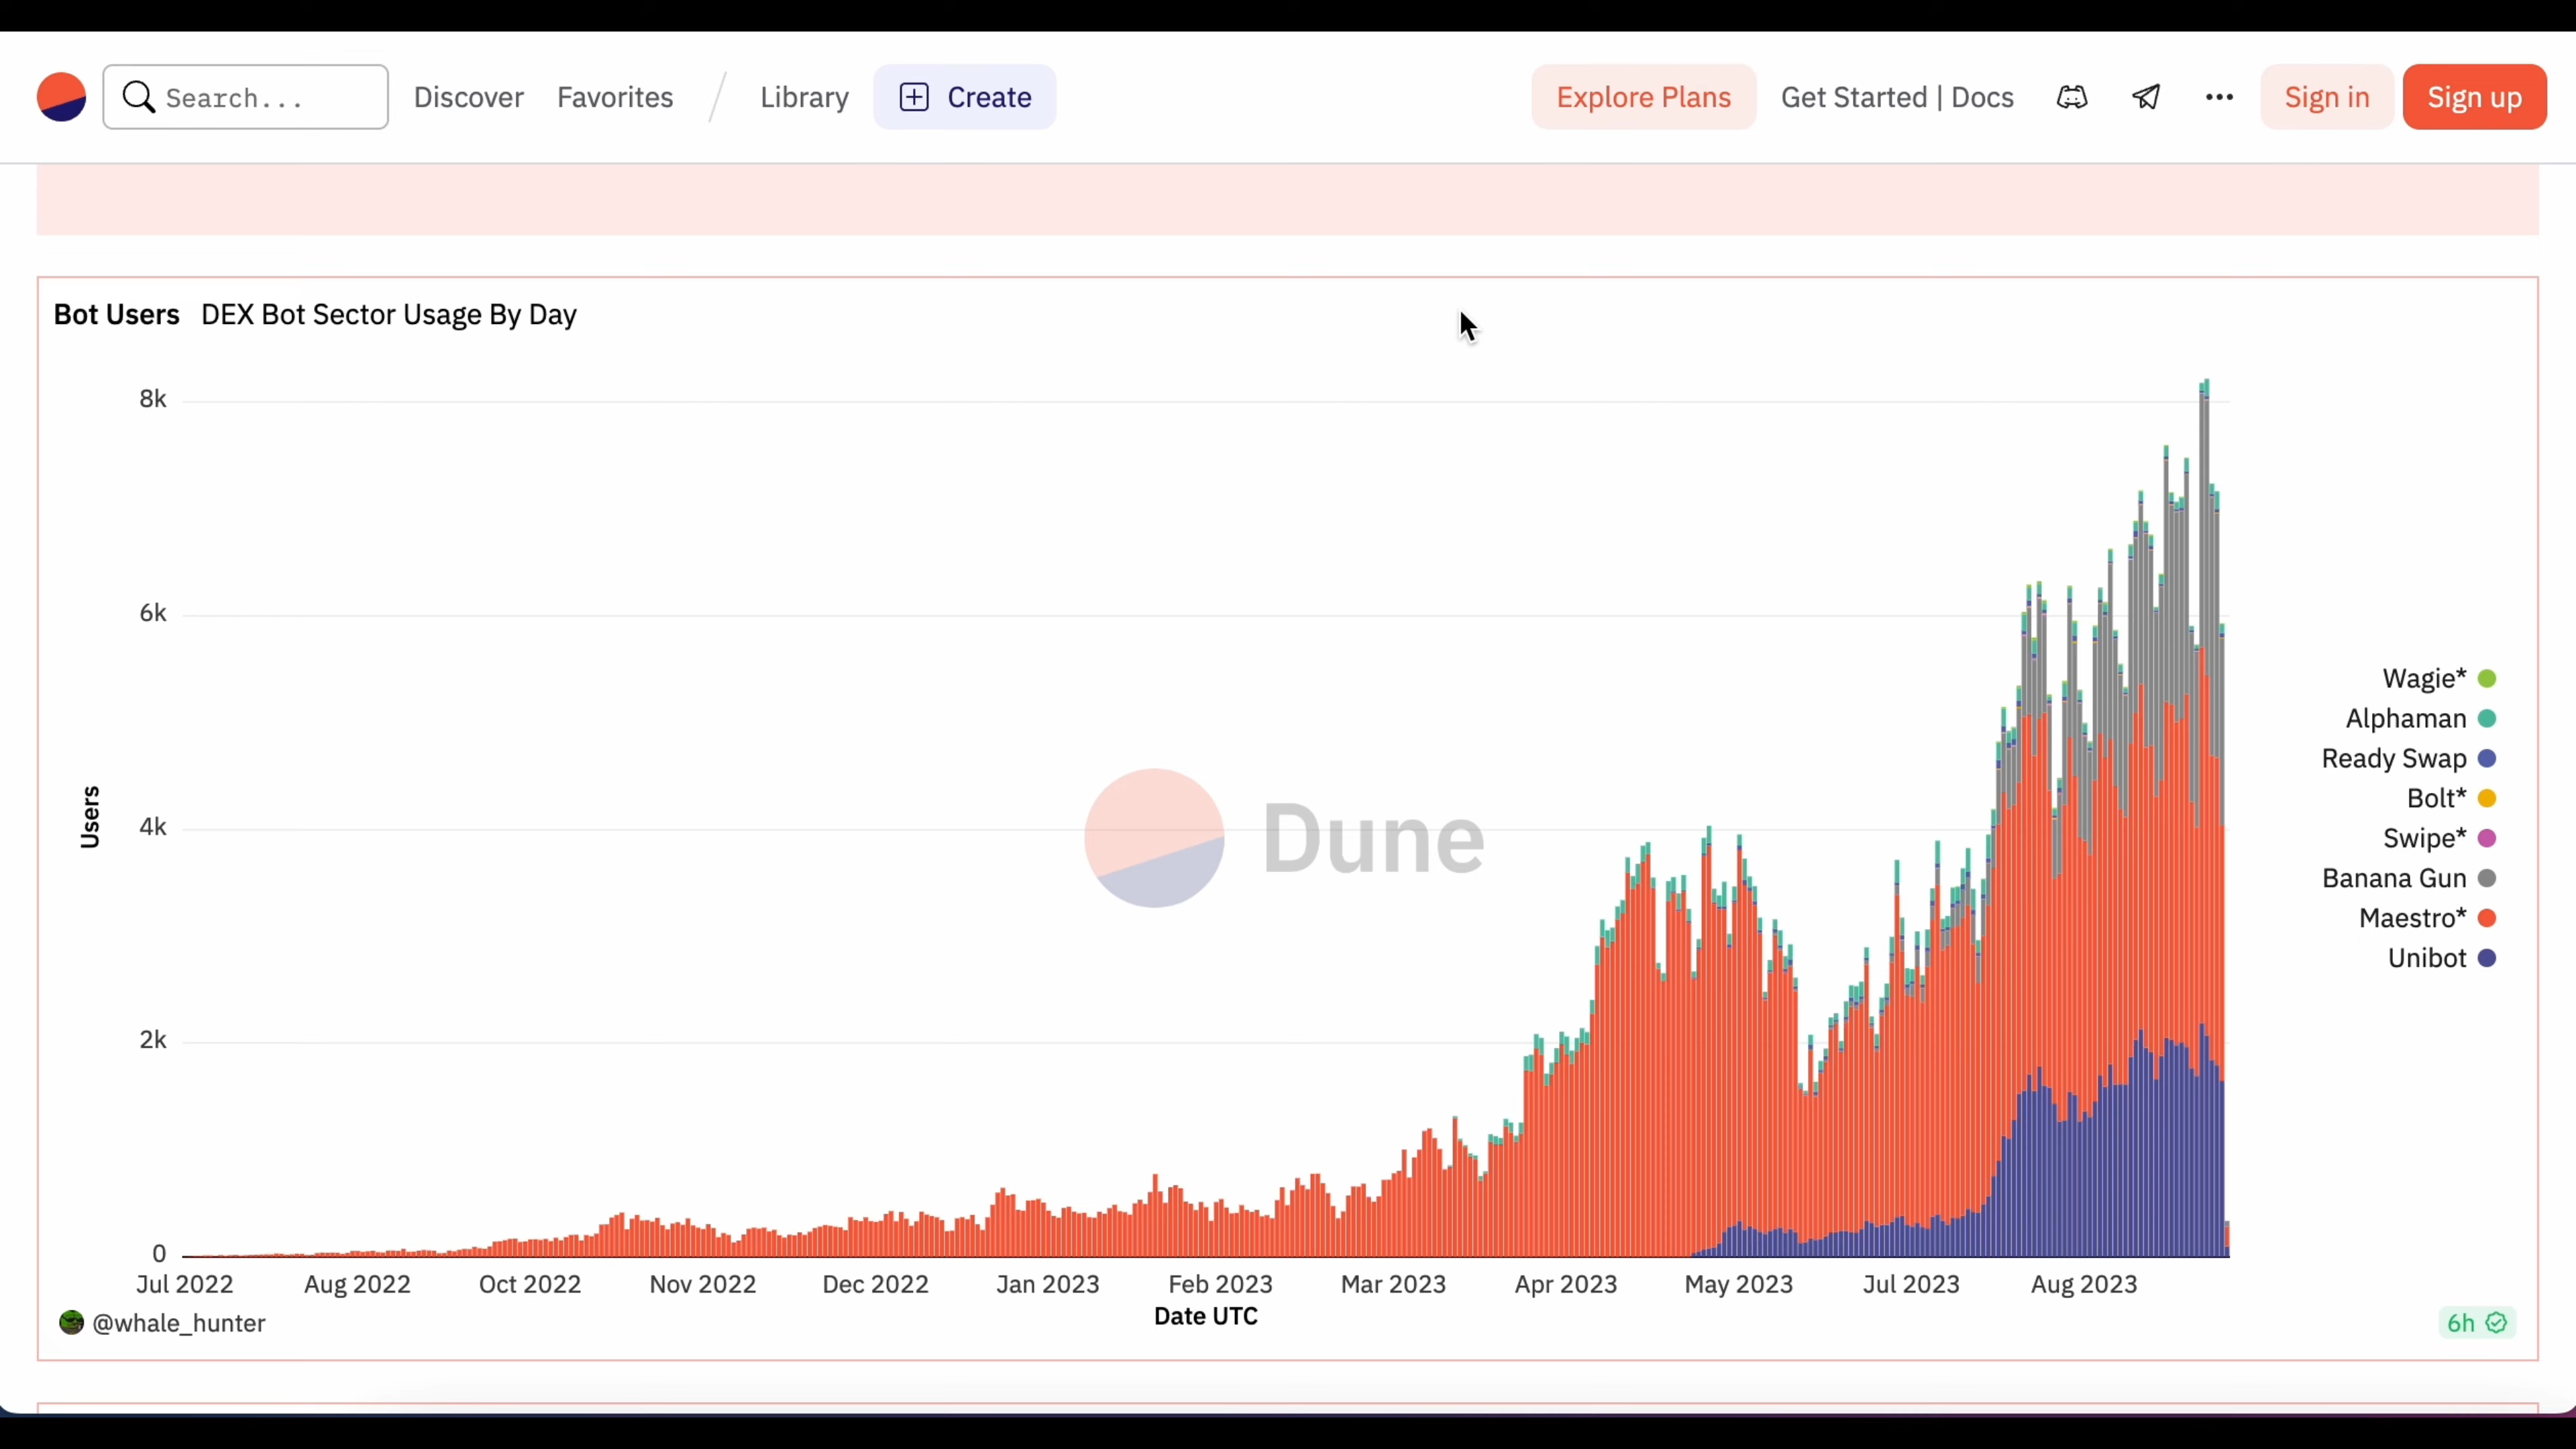 Search... Discover Favorites Library Create Explore Plans Get Started | Docs Sign in Sign up
Bot Users DEX Bot Sector Usage By Day
8k
6k
4k
2k
0
Users
Dune
Wagie*
Alphaman
Ready Swap
Bolt*
Swipe*
Banana Gun
Maestro*
Unibot
Jul 2022 Aug 2022 Oct 2022 Nov 2022 Dec 2022 Jan 2023 Feb 2023 Mar 2023 Apr 2023 May 2023 Jul 2023 Aug 2023
Date UTC
@whale_hunter
6h